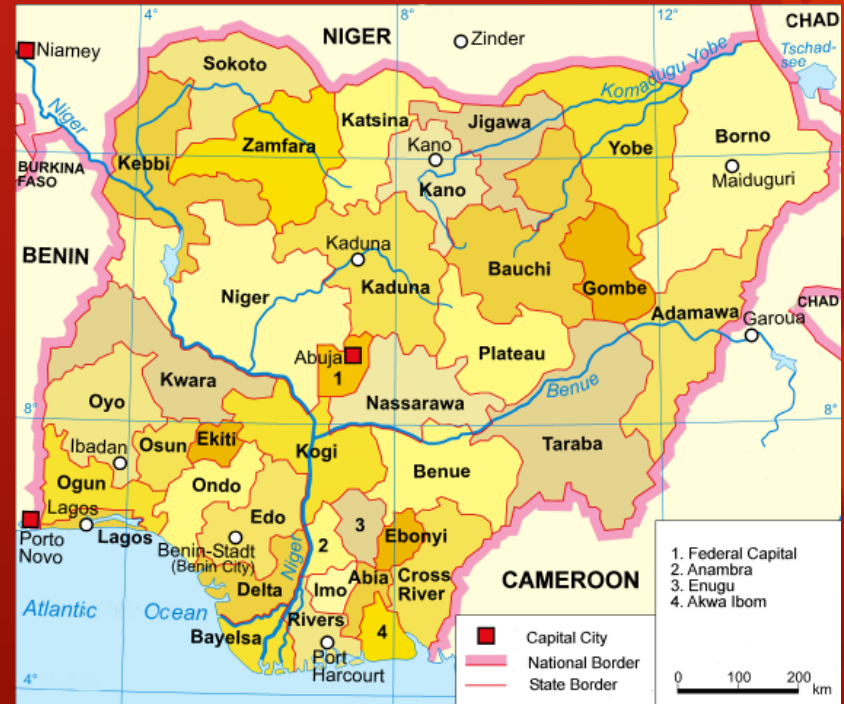 4°
8°
12°
CHAD
NIGER
Zinder
Niamey
Sokoto
Tschad-
see
Komadugu Yobe
Niger
Katsina
Jigawa
Zamfara
Kano
Yobe
Borno
Kebbi
BURKINA
FASO
Kano
Maiduguri
BENIN
Kaduna
Bauchi
Kaduna
Gombe
Niger
CHAD
Adamawa
Garoua
Abuja
1
Plateau
Kwara
Benue
Oyo
Nassarawa
8°
8°
Ibadan
Osun
Ekiti
Kogi
Taraba
Benue
Ogun
Ondo
Lagos
Edo
3
Porto
Novo
Lagos
Benin-Stadt
(Benin City)
Niger
2
Ebonyi
Abia
Cross
River
CAMEROON
Delta
Imo
Atlantic Ocean
Rivers
4
Bayelsa
Port
Harcourt
4°
1. Federal Capital
2. Anambra
3. Enugu
4. Akwa Ibom
Capital City
National Border
State Border
0 100 200
km